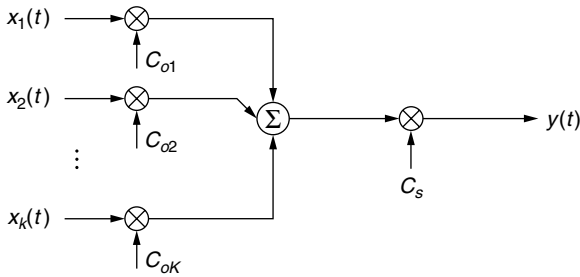 x₁(t)
Cₒ₁
x₂(t)
Cₒ₂
Σ
y(t)
⋮
Cₛ
xₖ(t)
CₒK